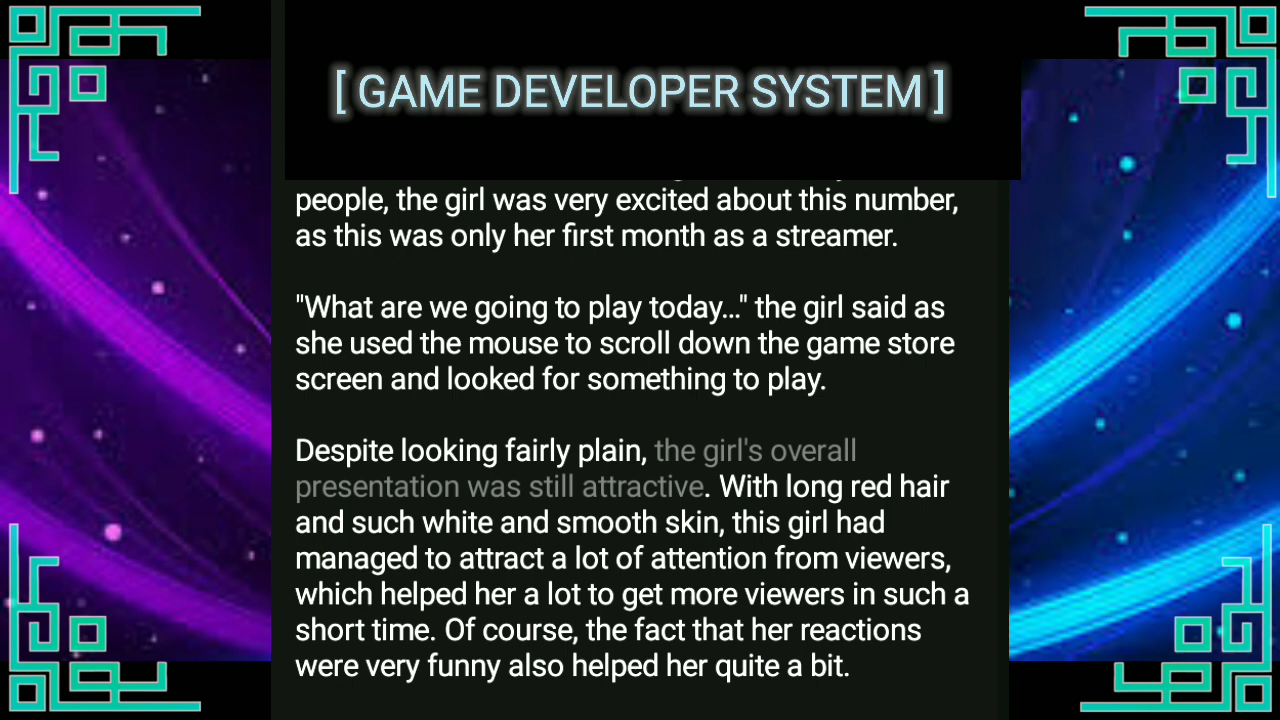 [ GAME DEVELOPER SYSTEM ]
people, the girl was very excited about this number,
as this was only her first month as a streamer.
"What are we going to play today..." the girl said as
she used the mouse to scroll down the game store
screen and looked for something to play.
Despite looking fairly plain, the girl's overall
presentation was still attractive. With long red hair
and such white and smooth skin, this girl had
managed to attract a lot of attention from viewers,
which helped her a lot to get more viewers in such a
short time. Of course, the fact that her reactions
were very funny also helped her quite a bit.